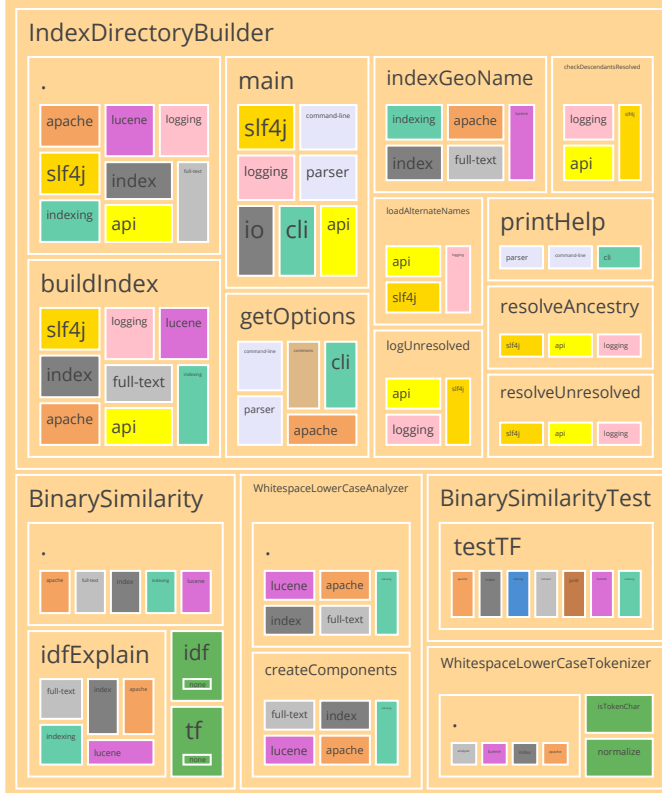 IndexDirectoryBuilder
.
apache
lucene
logging
slf4j
index
full-text
indexing
api
main
slf4j
command-line
logging
parser
io
cli
api
indexGeoName
indexing
apache
lucene
index
full-text
checkDescendantsResolved
logging
slf4j
api
loadAlternateNames
api
logging
slf4j
printHelp
parser
command-line
cli
buildIndex
slf4j
logging
lucene
index
full-text
indexing
apache
api
getOptions
command-line
commons
cli
parser
apache
logUnresolved
api
slf4j
logging
resolveAncestry
slf4j
api
logging
resolveUnresolved
slf4j
api
logging
BinarySimilarity
.
apache
full-text
index
indexing
lucene
idfExplain
full-text
index
apache
indexing
lucene
idf
none
tf
none
WhitespaceLowerCaseAnalyzer
.
lucene
apache
index
full-text
createComponents
full-text
index
lucene
apache
BinarySimilarityTest
testTF
WhitespaceLowerCaseTokenizer
.
lucene
index
apache
isTokenChar
normalize